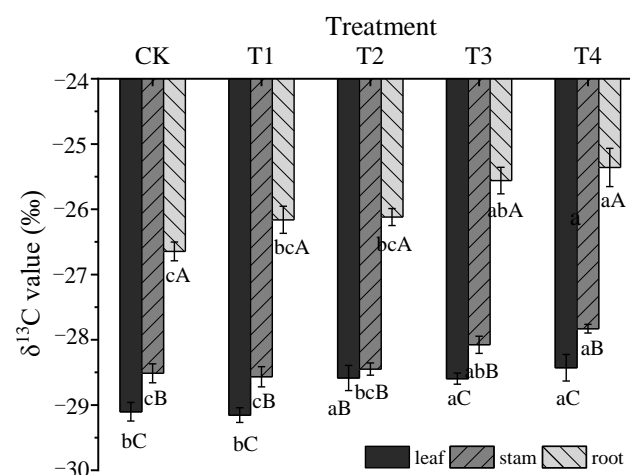 Treatment
CK T1 T2 T3 T4
−24
−25
−26
−27
−28
−29
−30
δ¹³C value (‰)
cA bcA bcA abA aA
a
cB cB bcB abB aB
bC bC aB aC aC
leaf stam root